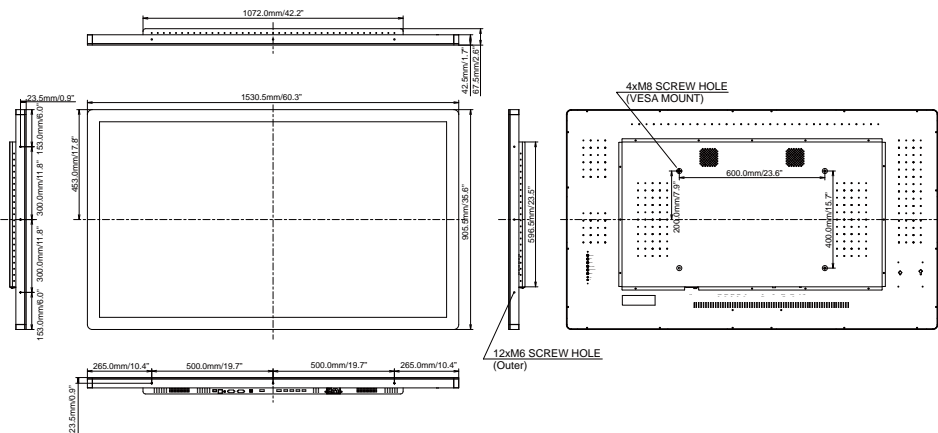 1072.0mm/42.2"
42.5mm/1.7"
67.5mm/2.6"
23.5mm/0.9"
1530.5mm/60.3"
153.0mm/6.0"
300.0mm/11.8"
300.0mm/11.8"
153.0mm/6.0"
453.0mm/17.8"
905.5mm/35.6"
596.5mm/23.5"
4xM8 SCREW HOLE
(VESA MOUNT)
600.0mm/23.6"
200.0mm/7.9"
400.0mm/15.7"
12xM6 SCREW HOLE
(Outer)
265.0mm/10.4"
500.0mm/19.7"
500.0mm/19.7"
265.0mm/10.4"
23.5mm/0.9"